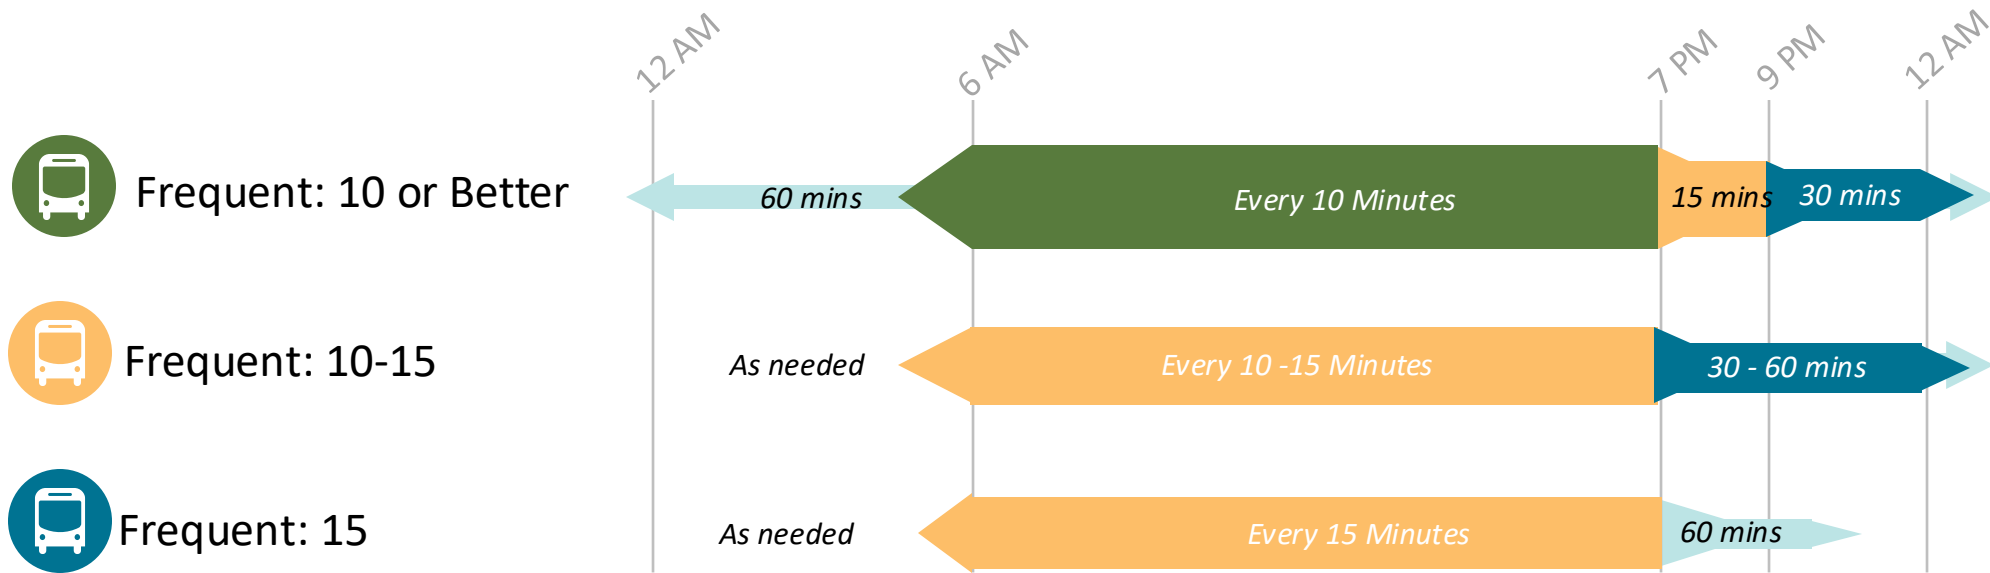 12 AM
6 AM
7 PM
9 PM
12 AM
Frequent: 10 or Better
60 mins
Every 10 Minutes
15 mins
30 mins
Frequent: 10-15
As needed
Every 10 -15 Minutes
30 - 60 mins
Frequent: 15
As needed
Every 15 Minutes
60 mins